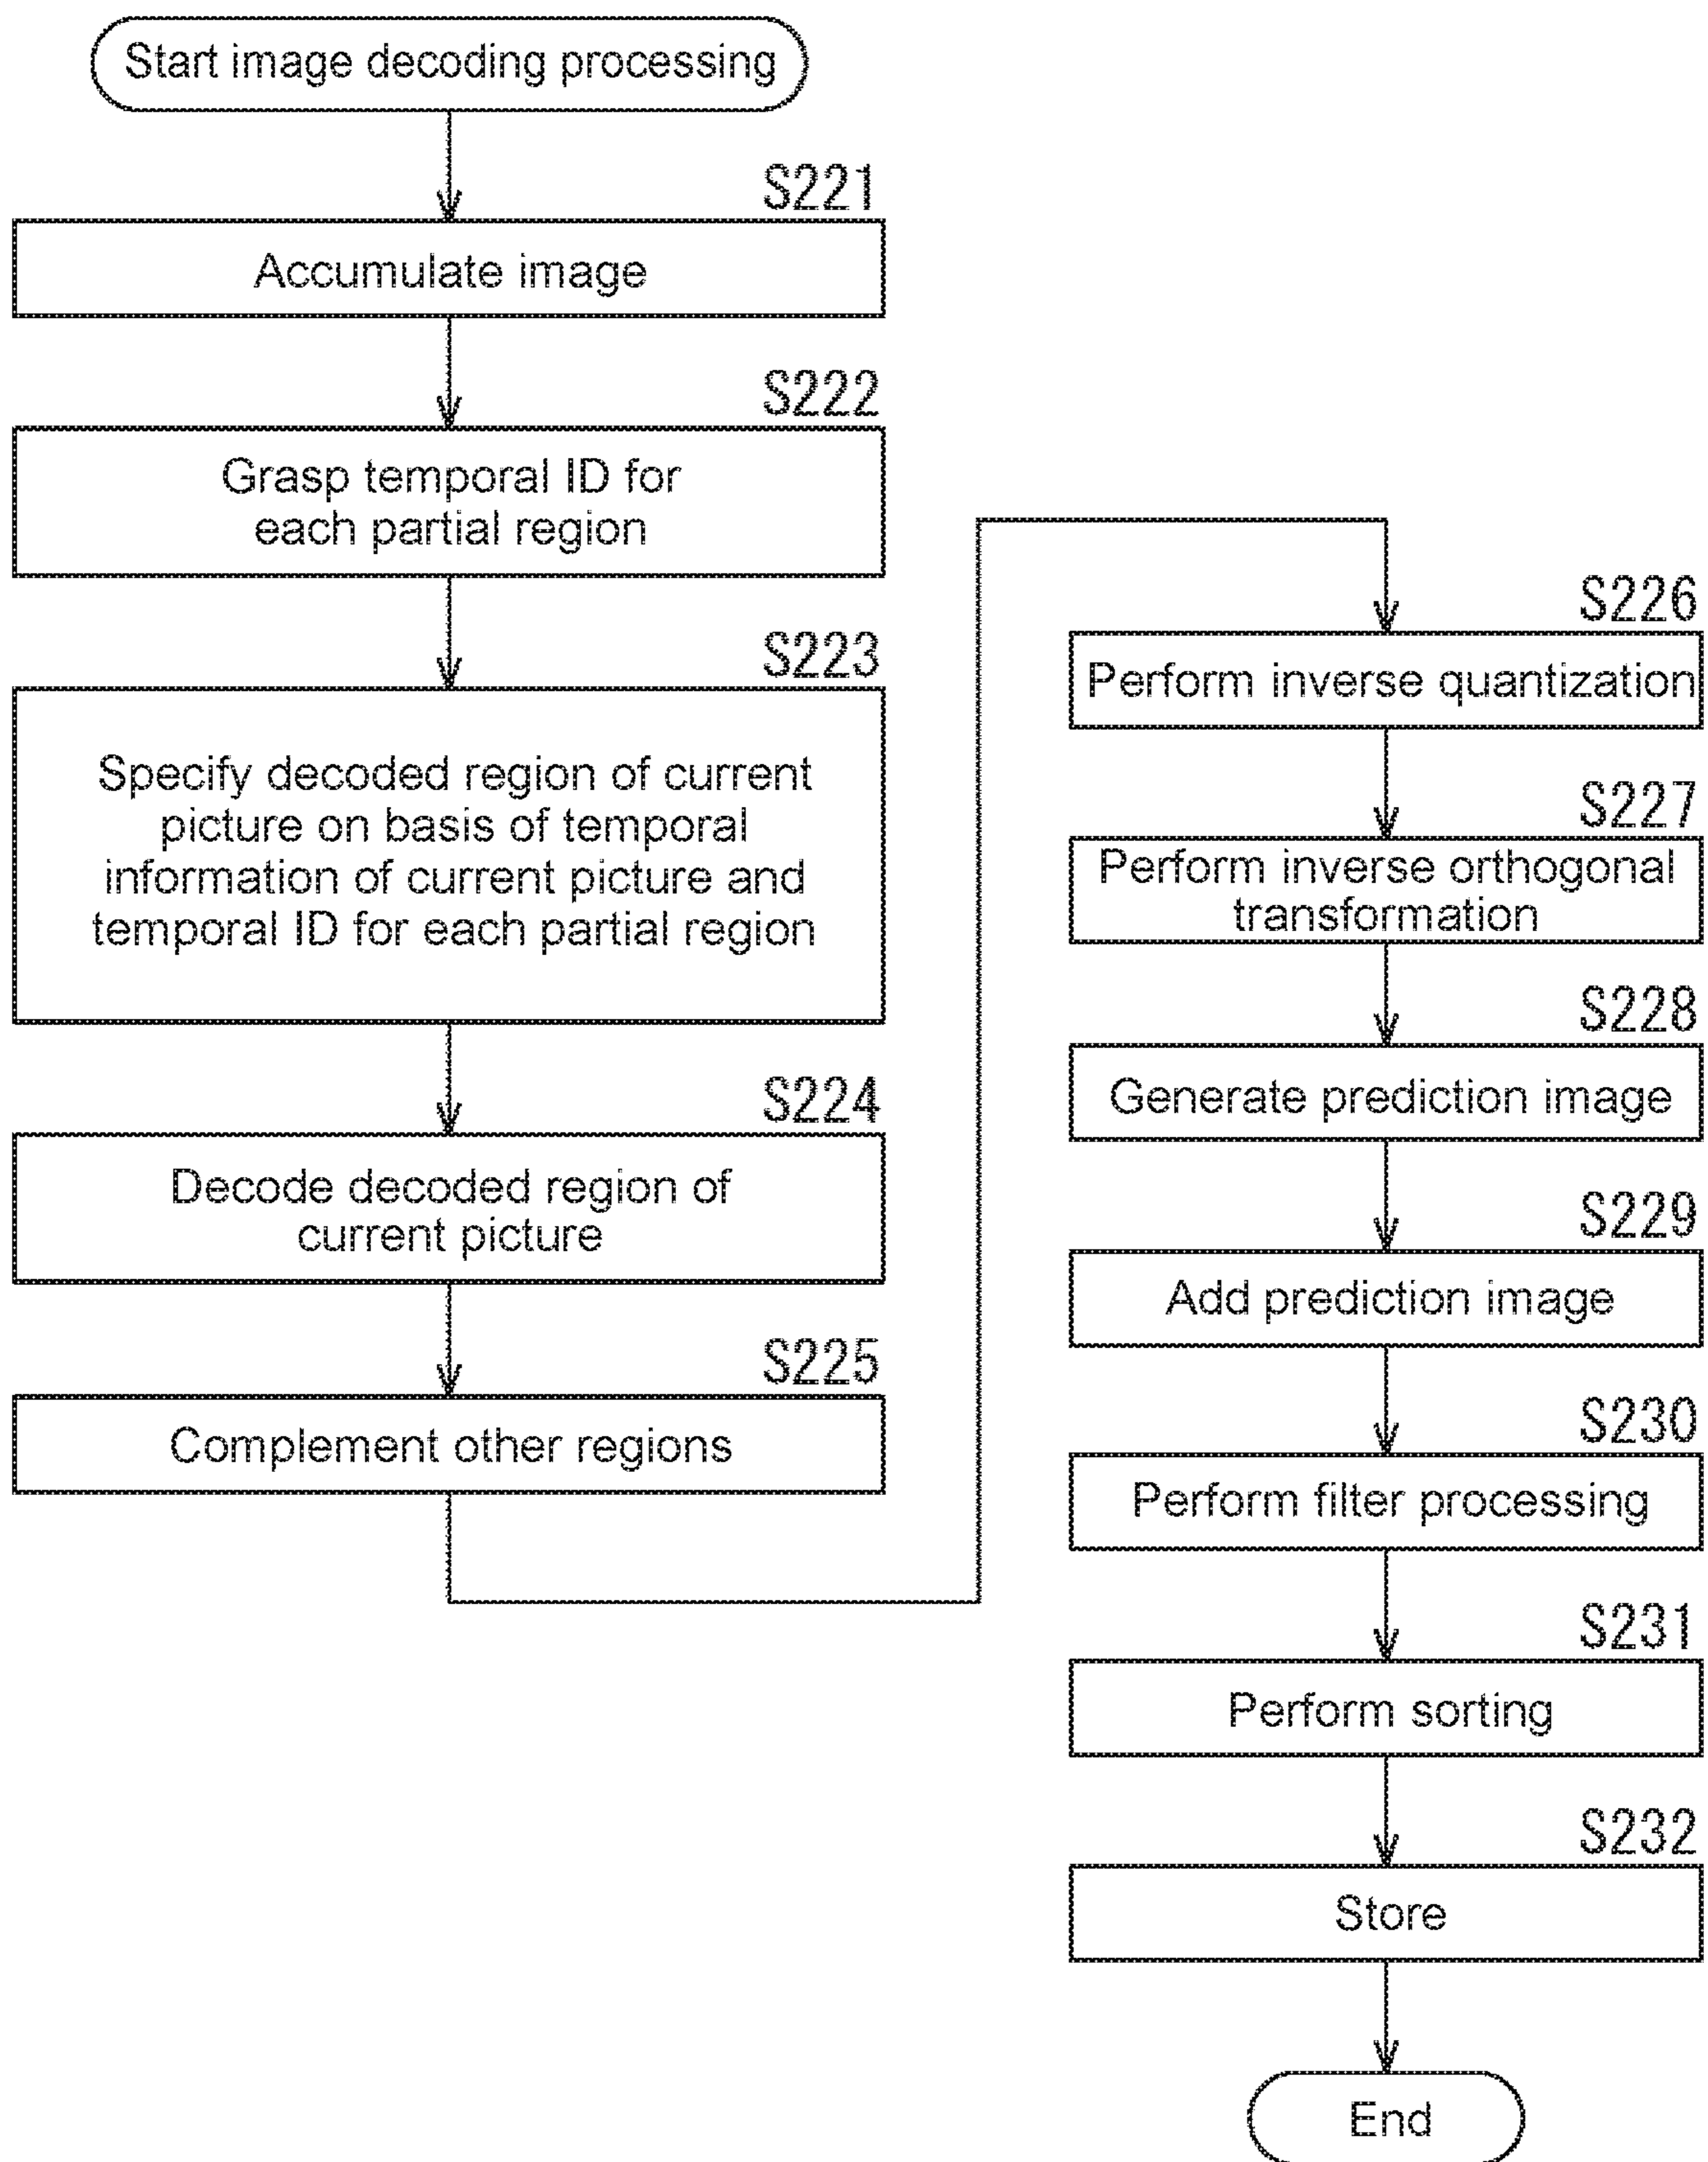 Start image decoding processing
S221
Accumulate image
S222
Grasp temporal ID for
each partial region
S223
Specify decoded region of current
picture on basis of temporal
information of current picture and
temporal ID for each partial region
S224
Decode decoded region of
current picture
S225
Complement other regions
S226
Perform inverse quantization
S227
Perform inverse orthogonal
transformation
S228
Generate prediction image
S229
Add prediction image
S230
Perform filter processing
S231
Perform sorting
S232
Store
End